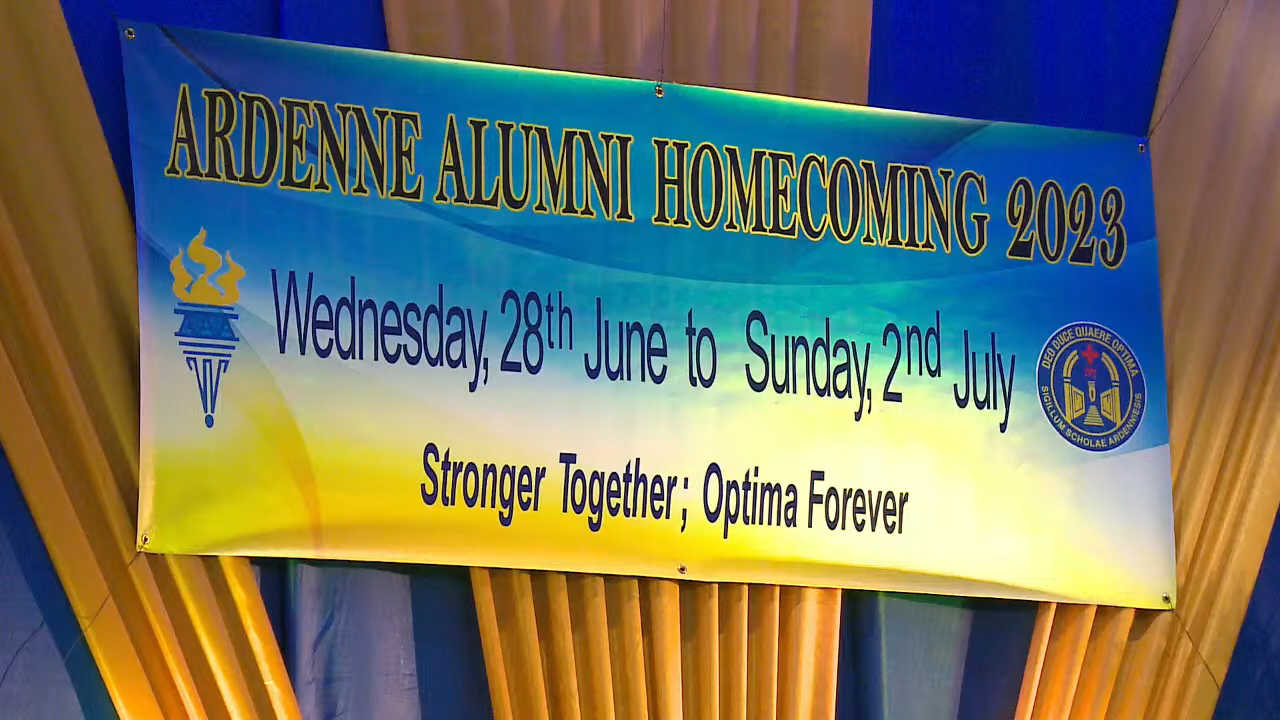 ARDENNE ALUMNI HOMECOMING 2023
Wednesday, 28th June to Sunday, 2nd July
DEO DUCE QUAERE OPTIMA
SIGILLUM SCHOLAE ARDENNIESIS
Stronger Together; Optima Forever